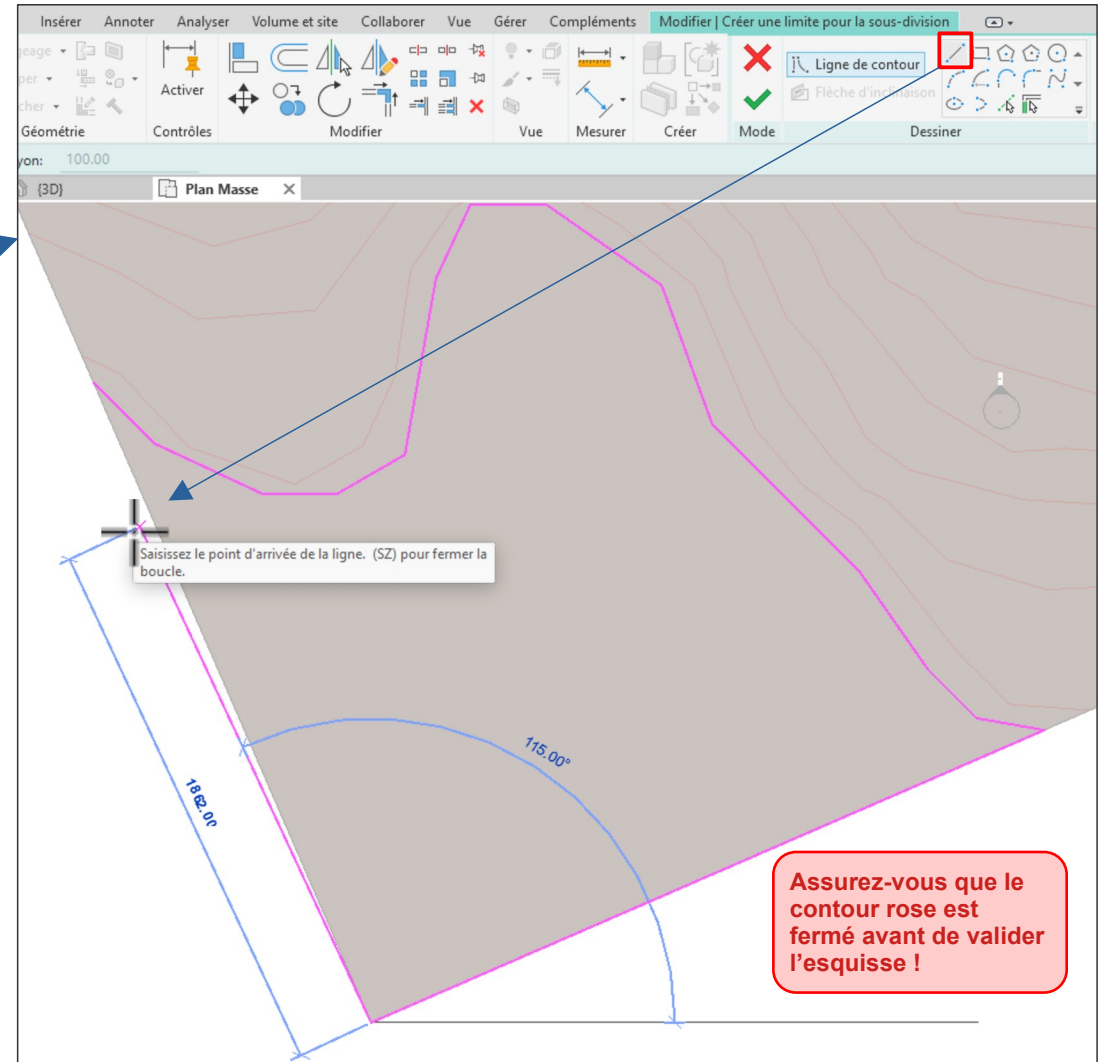 Insérer Annoter Analyser Volume et site Collaborer Vue Gérer Compléments Modifier | Créer une limite pour la sous-division
Activer
Ligne de contour
Flèche d'inclinaison
Géométrie Contrôles Modifier Vue Mesurer Créer Mode Dessiner
100.00
{3D} Plan Masse
115.00°
Saisissez le point d'arrivée de la ligne. (SZ) pour fermer la
boucle.
1862.00
Assurez-vous que le
contour rose est
fermé avant de valider
l'esquisse !